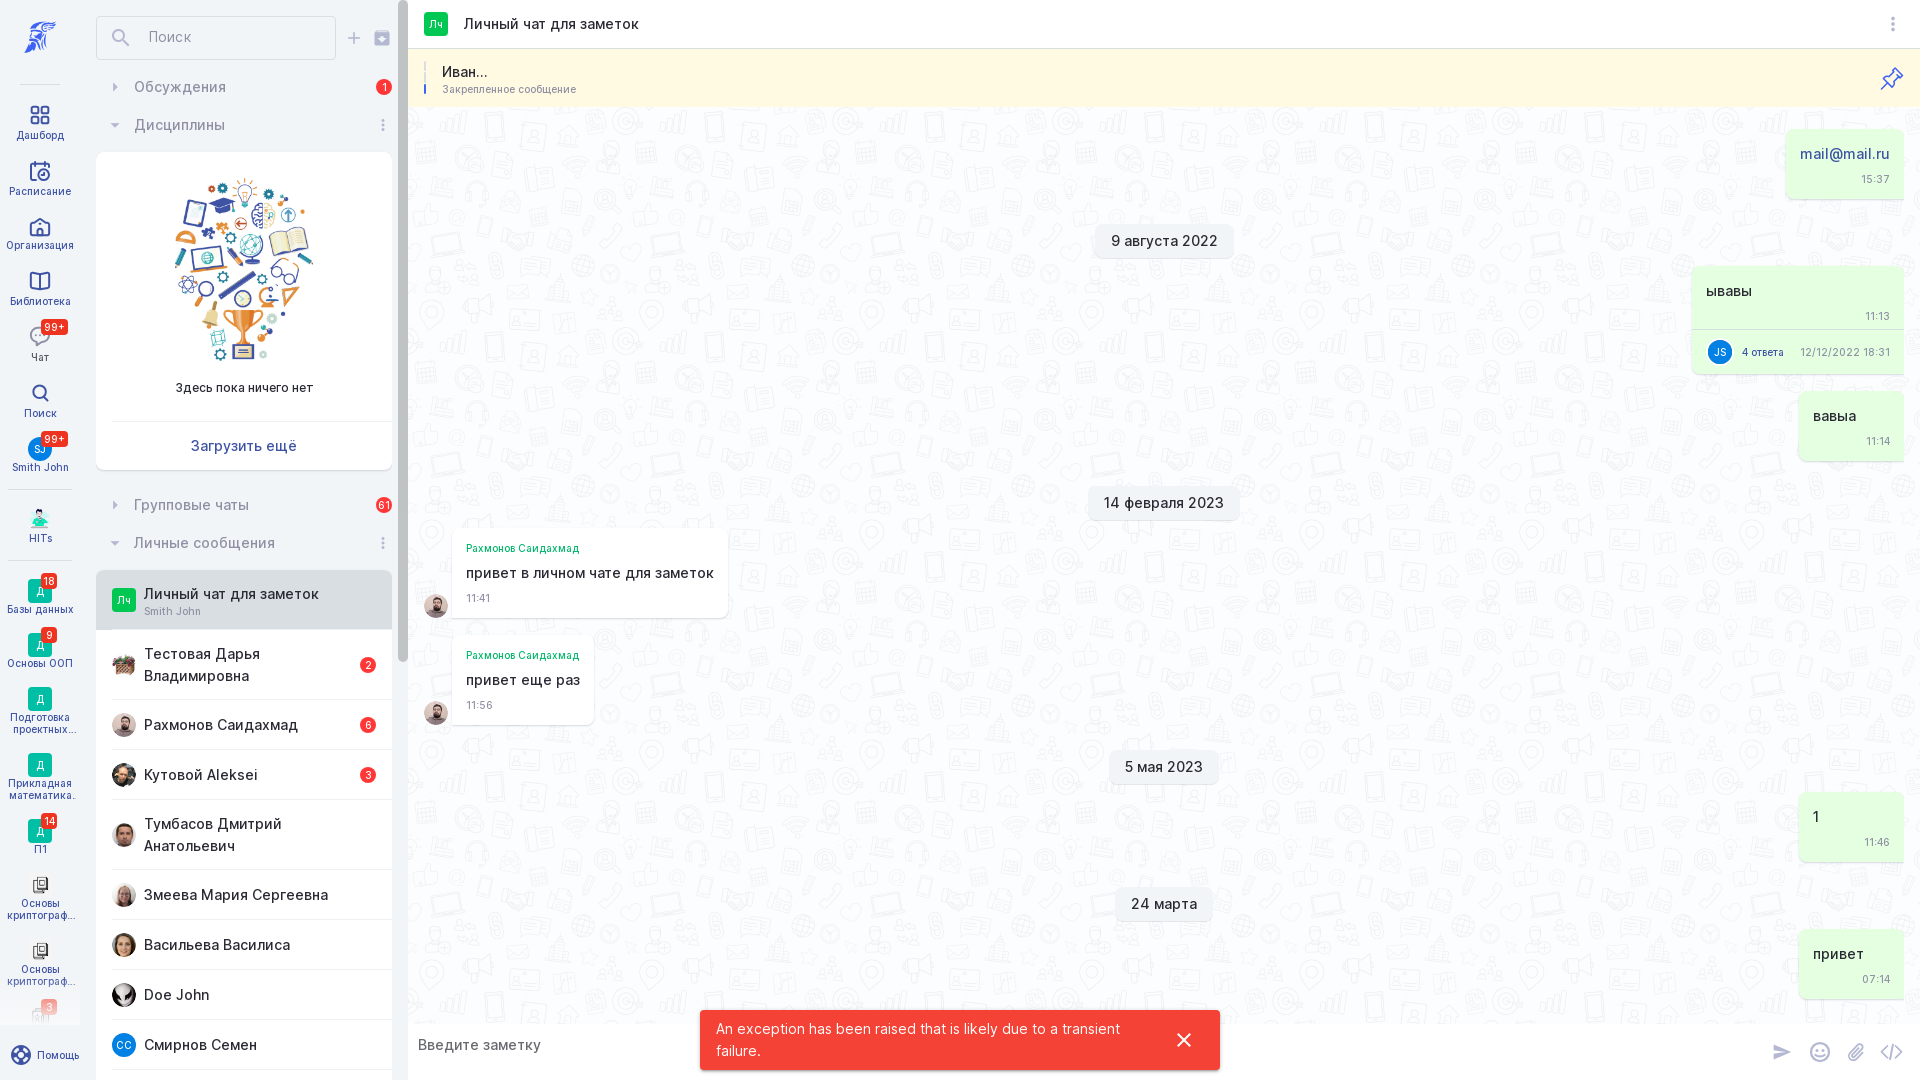 Дашборд
Расписание
Организация
Библиотека
99+
Чат
Поиск
99+
SJ
Smith John
HITs
18
Д
Базы данных
9
Д
Основы ООП
Д
Подготовка
проектных...
Д
Прикладная
математика.
14
Д
П1
Основы
криптограф...
Основы
криптограф...
3
Помощь
Поиск
Обсуждения
1
Дисциплины
Здесь пока ничего нет
Загрузить ещё
Групповые чаты
61
Личные сообщения
Лч
Личный чат для заметок
Smith John
Тестовая Дарья
Владимировна
2
Рахмонов Саидахмад
6
Кутовой Aleksei
3
Тумбасов Дмитрий
Анатольевич
Змеева Мария Сергеевна
Васильева Василиса
Doe John
СС
Смирнов Семен
Лч
Личный чат для заметок
Иван...
Закрепленное сообщение
mail@mail.ru
15:37
9 августа 2022
ывавы
11:13
JS
4 ответа
12/12/2022 18:31
вавыа
11:14
14 февраля 2023
Рахмонов Саидахмад
привет в личном чате для заметок
11:41
Рахмонов Саидахмад
привет еще раз
11:56
5 мая 2023
1
11:46
24 марта
привет
07:14
An exception has been raised that is likely due to a transient
failure.
Введите заметку